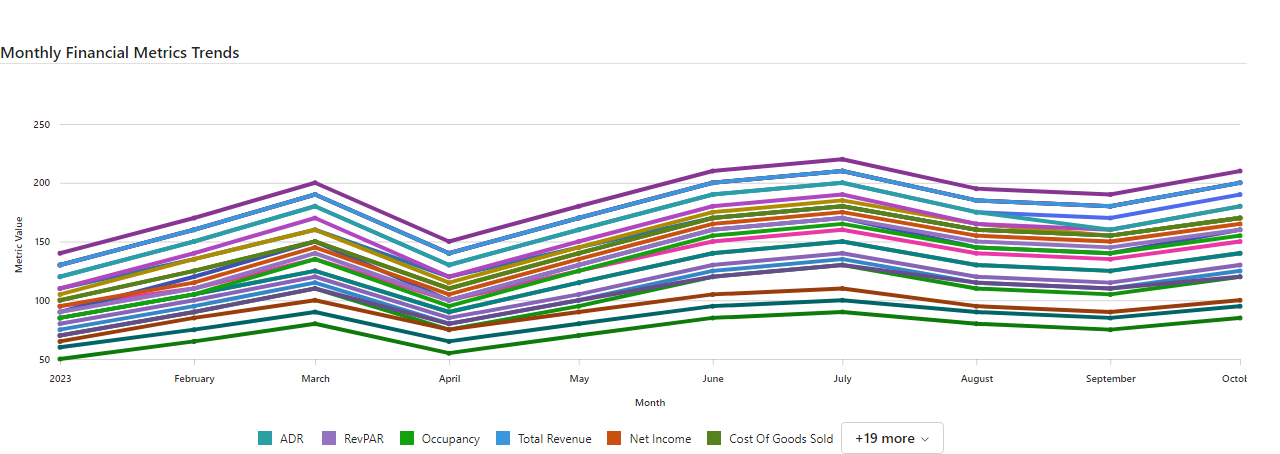 Monthly Financial Metrics Trends
250
200
150
100
50
Metric Value
2023 February March April May June July August September Octob
Month
ADR RevPAR Occupancy Total Revenue Net Income Cost Of Goods Sold +19 more